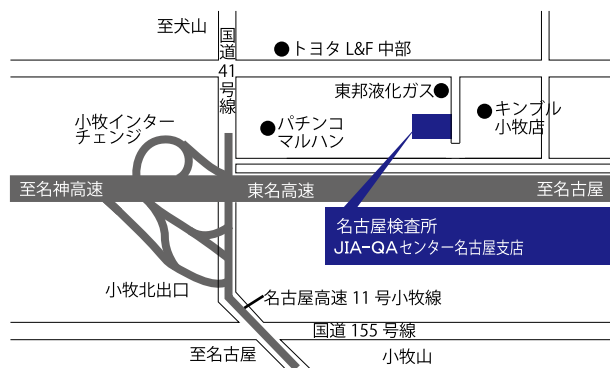 至犬山
国道41号線
トヨタ L&F 中部
東邦液化ガス
キンブル
小牧店
小牧インター
チェンジ
パチンコ
マルハン
至名神高速
東名高速
至名古屋
名古屋検査所
JIA-QAセンター名古屋支店
小牧北出口
名古屋高速 11 号小牧線
国道 155 号線
至名古屋
小牧山